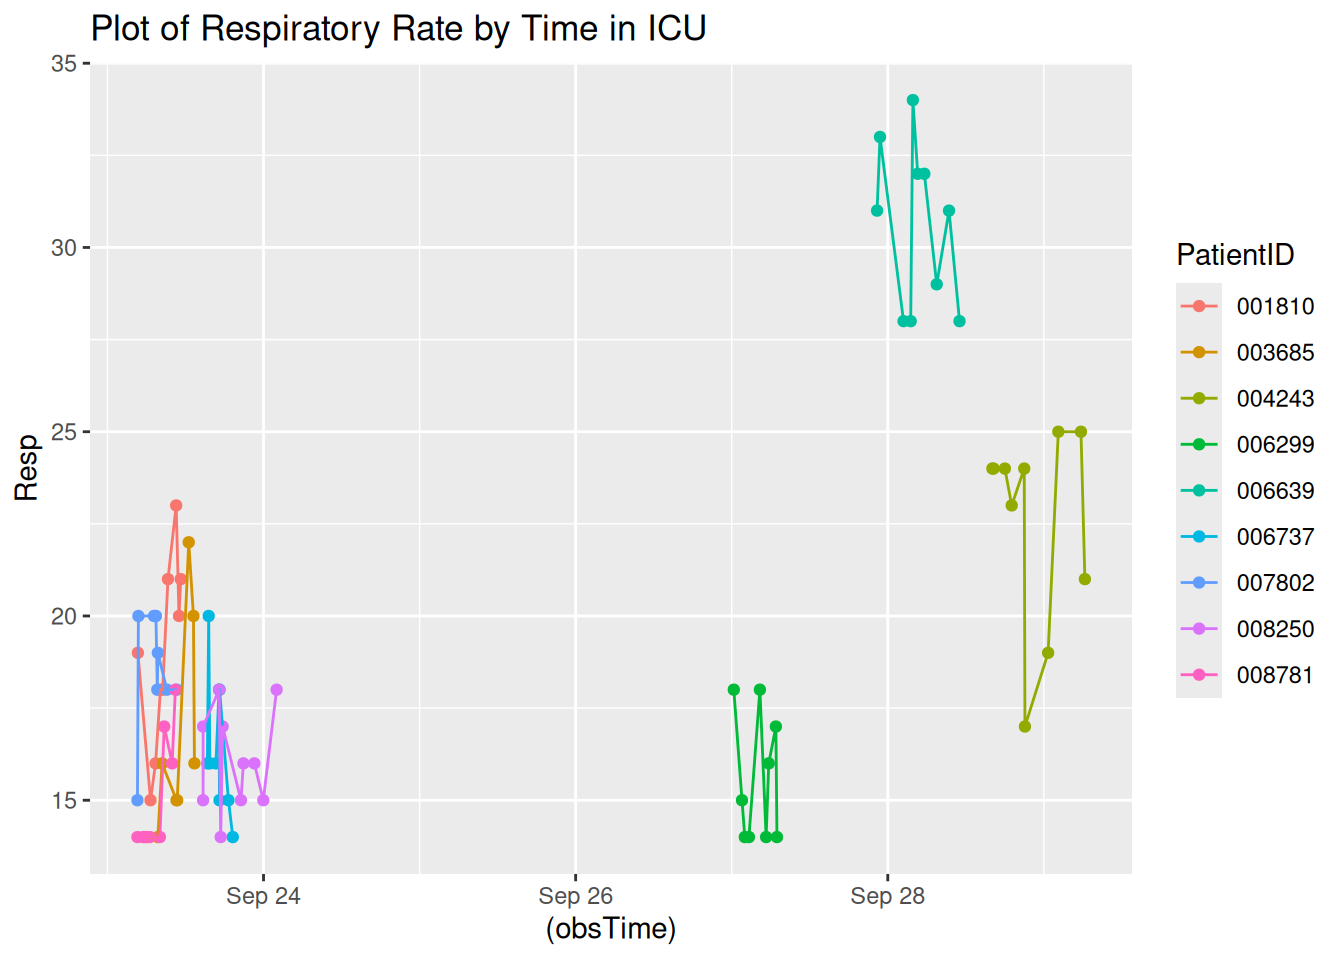 Plot of Respiratory Rate by Time in ICU
35
30
25
20
15
Resp
Sep 24
Sep 26
Sep 28
(obsTime)
PatientID
001810
003685
004243
006299
006639
006737
007802
008250
008781